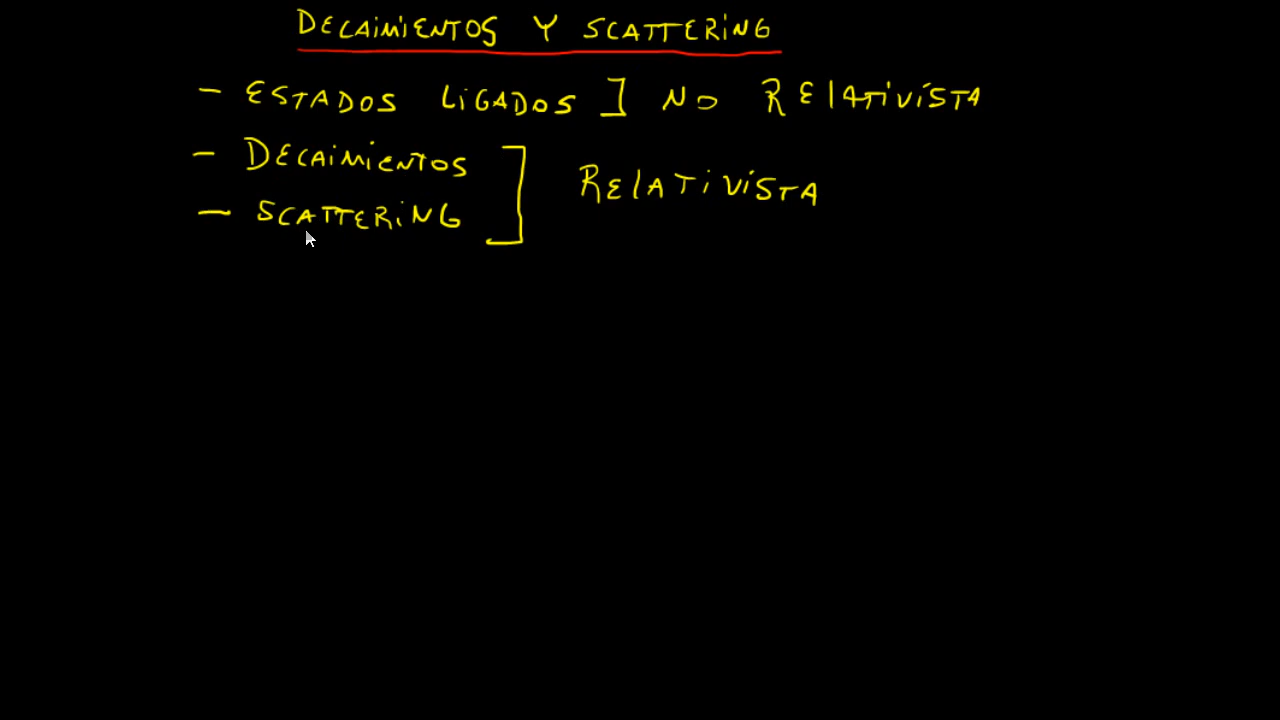 DECAIMIENTOS Y SCATTERING
- ESTADOS LIGADOS ] NO RELATIVISTA
- DECAIMIENTOS
- SCATTERING
] RELATIVISTA